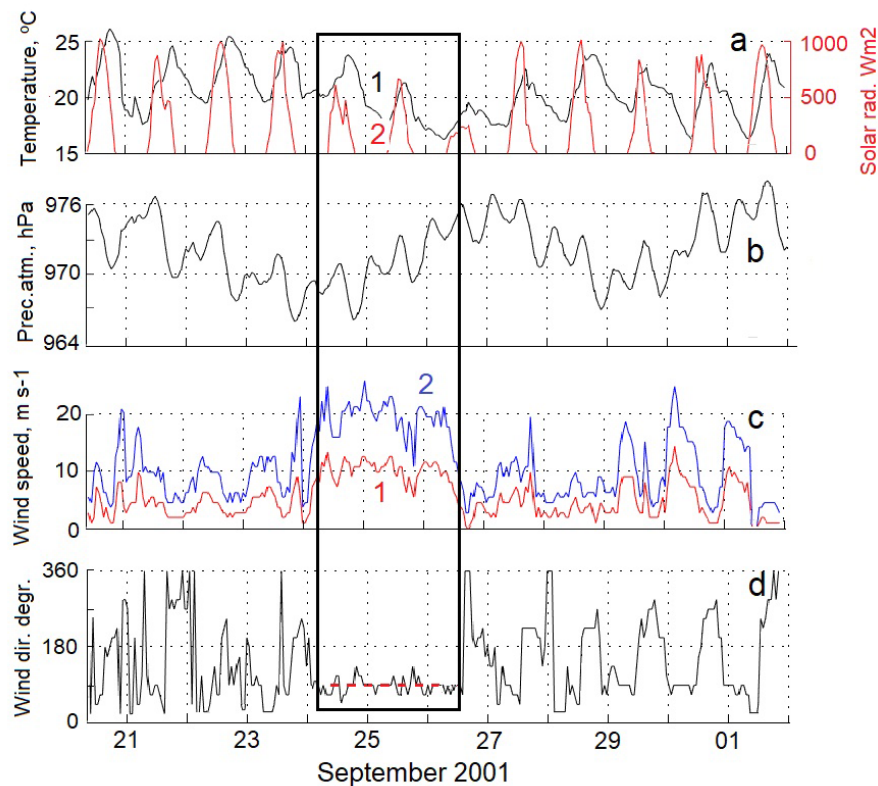 Temperature, ºC
25
20
15
1
2
a
1000
500
0
Solar rad. Wm2
Prec.atm., hPa
976
970
964
b
Wind speed, m s-1
20
10
0
2
1
c
Wind dir. degr.
360
180
0
d
21 23 25 27 29 01
September 2001